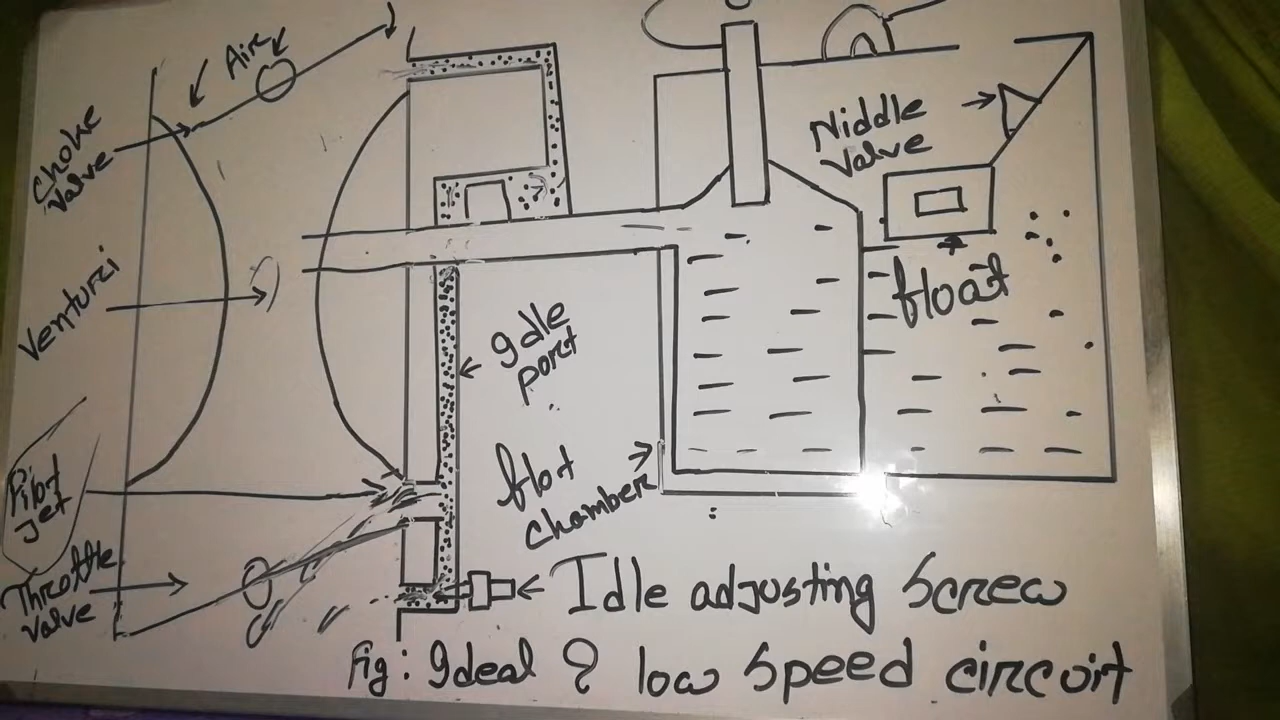 Air
Choke
valve
Niddle
valve
Venturi
float
Idle
port
Pilot
jet
flot
chamber
Throttle
valve
Idle adjusting screw
Fig: Ideal & low speed circuit